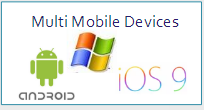 Multi Mobile Devices
iOS 9
ANDROID